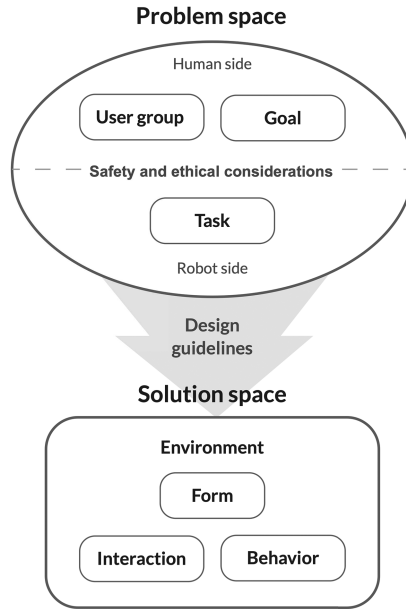 Problem space
Human side
User group
Goal
Safety and ethical considerations
Task
Robot side
Design
guidelines
Solution space
Environment
Form
Interaction
Behavior